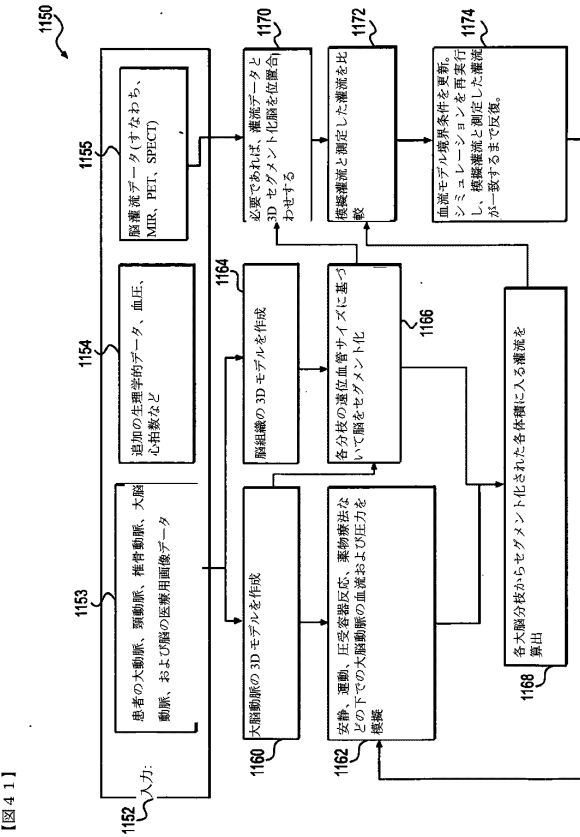 【図４１】
1150
1152
入力:
1153
患者の大動脈、頸動脈、椎骨動脈、大脳
動脈、および脳の医療用画像データ
1154
追加の生理学的データ、血圧、
心拍数など
1155
脳灌流データ(すなわち、
MIR、PET、SPECT)
1160
大脳動脈の 3D モデルを作成
1164
脳組織の 3D モデルを作成
1170
必要であれば、灌流データと
3D セグメント化脳を位置合
わせする
1162
安静、運動、圧受容器反応、薬物療法な
どの下での大脳動脈の血流および圧力を
模擬
1166
各分枝の遠位血管サイズに基づ
いて脳をセグメント化
1172
模擬灌流と測定した灌流を比
較
1168
各大脳分枝からセグメント化された各体積に入る灌流を
算出
1174
血流モデル境界条件を更新。
シミュレーションを再実行
し、模擬灌流と測定した灌流
が一致するまで反復。